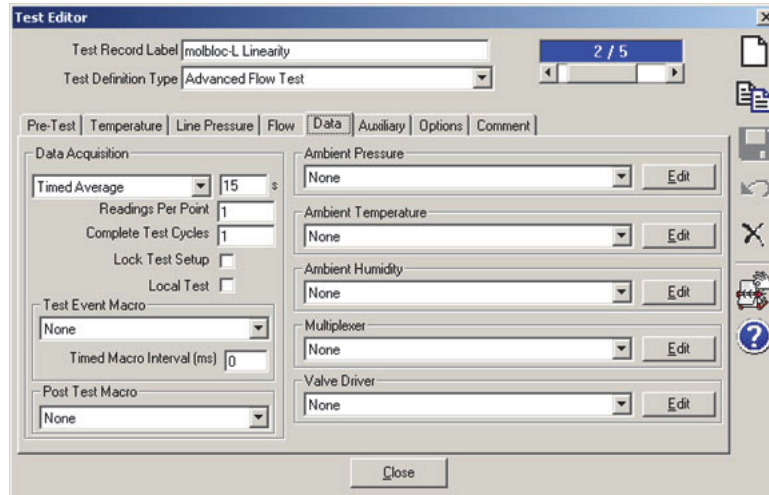 Test Editor
Test Record Label molbloc-L Linearity
2 / 5
Test Definition Type Advanced Flow Test
Pre-Test Temperature Line Pressure Flow Data Auxiliary Options Comment
Data Acquisition
Timed Average 15 s
Readings Per Point 1
Complete Test Cycles 1
Lock Test Setup
Local Test
Test Event Macro
None
Timed Macro Interval (ms) 0
Post Test Macro
None
Ambient Pressure
None Edit
Ambient Temperature
None Edit
Ambient Humidity
None Edit
Multiplexer
None Edit
Valve Driver
None Edit
Close